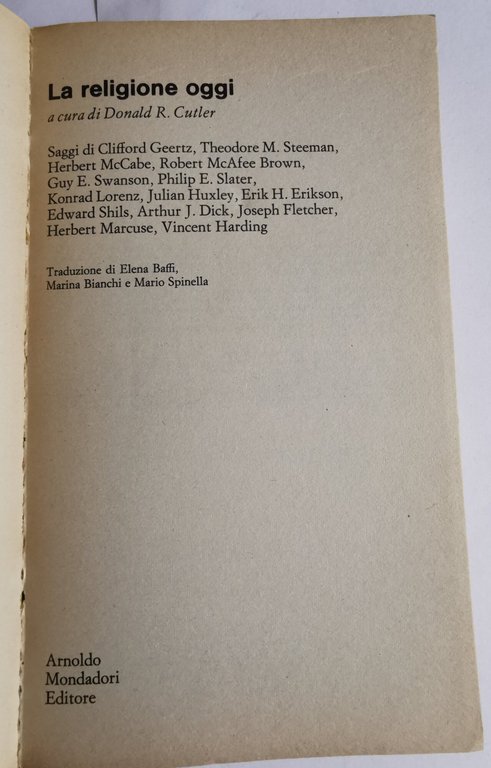 La religione oggi
a cura di Donald R. Cutler
Saggi di Clifford Geertz, Theodore M. Steeman,
Herbert McCabe, Robert McAfee Brown,
Guy E. Swanson, Philip E. Slater,
Konrad Lorenz, Julian Huxley, Erik H. Erikson,
Edward Shils, Arthur J. Dick, Joseph Fletcher,
Herbert Marcuse, Vincent Harding
Traduzione di Elena Baffi,
Marina Bianchi e Mario Spinella
Arnoldo
Mondadori
Editore